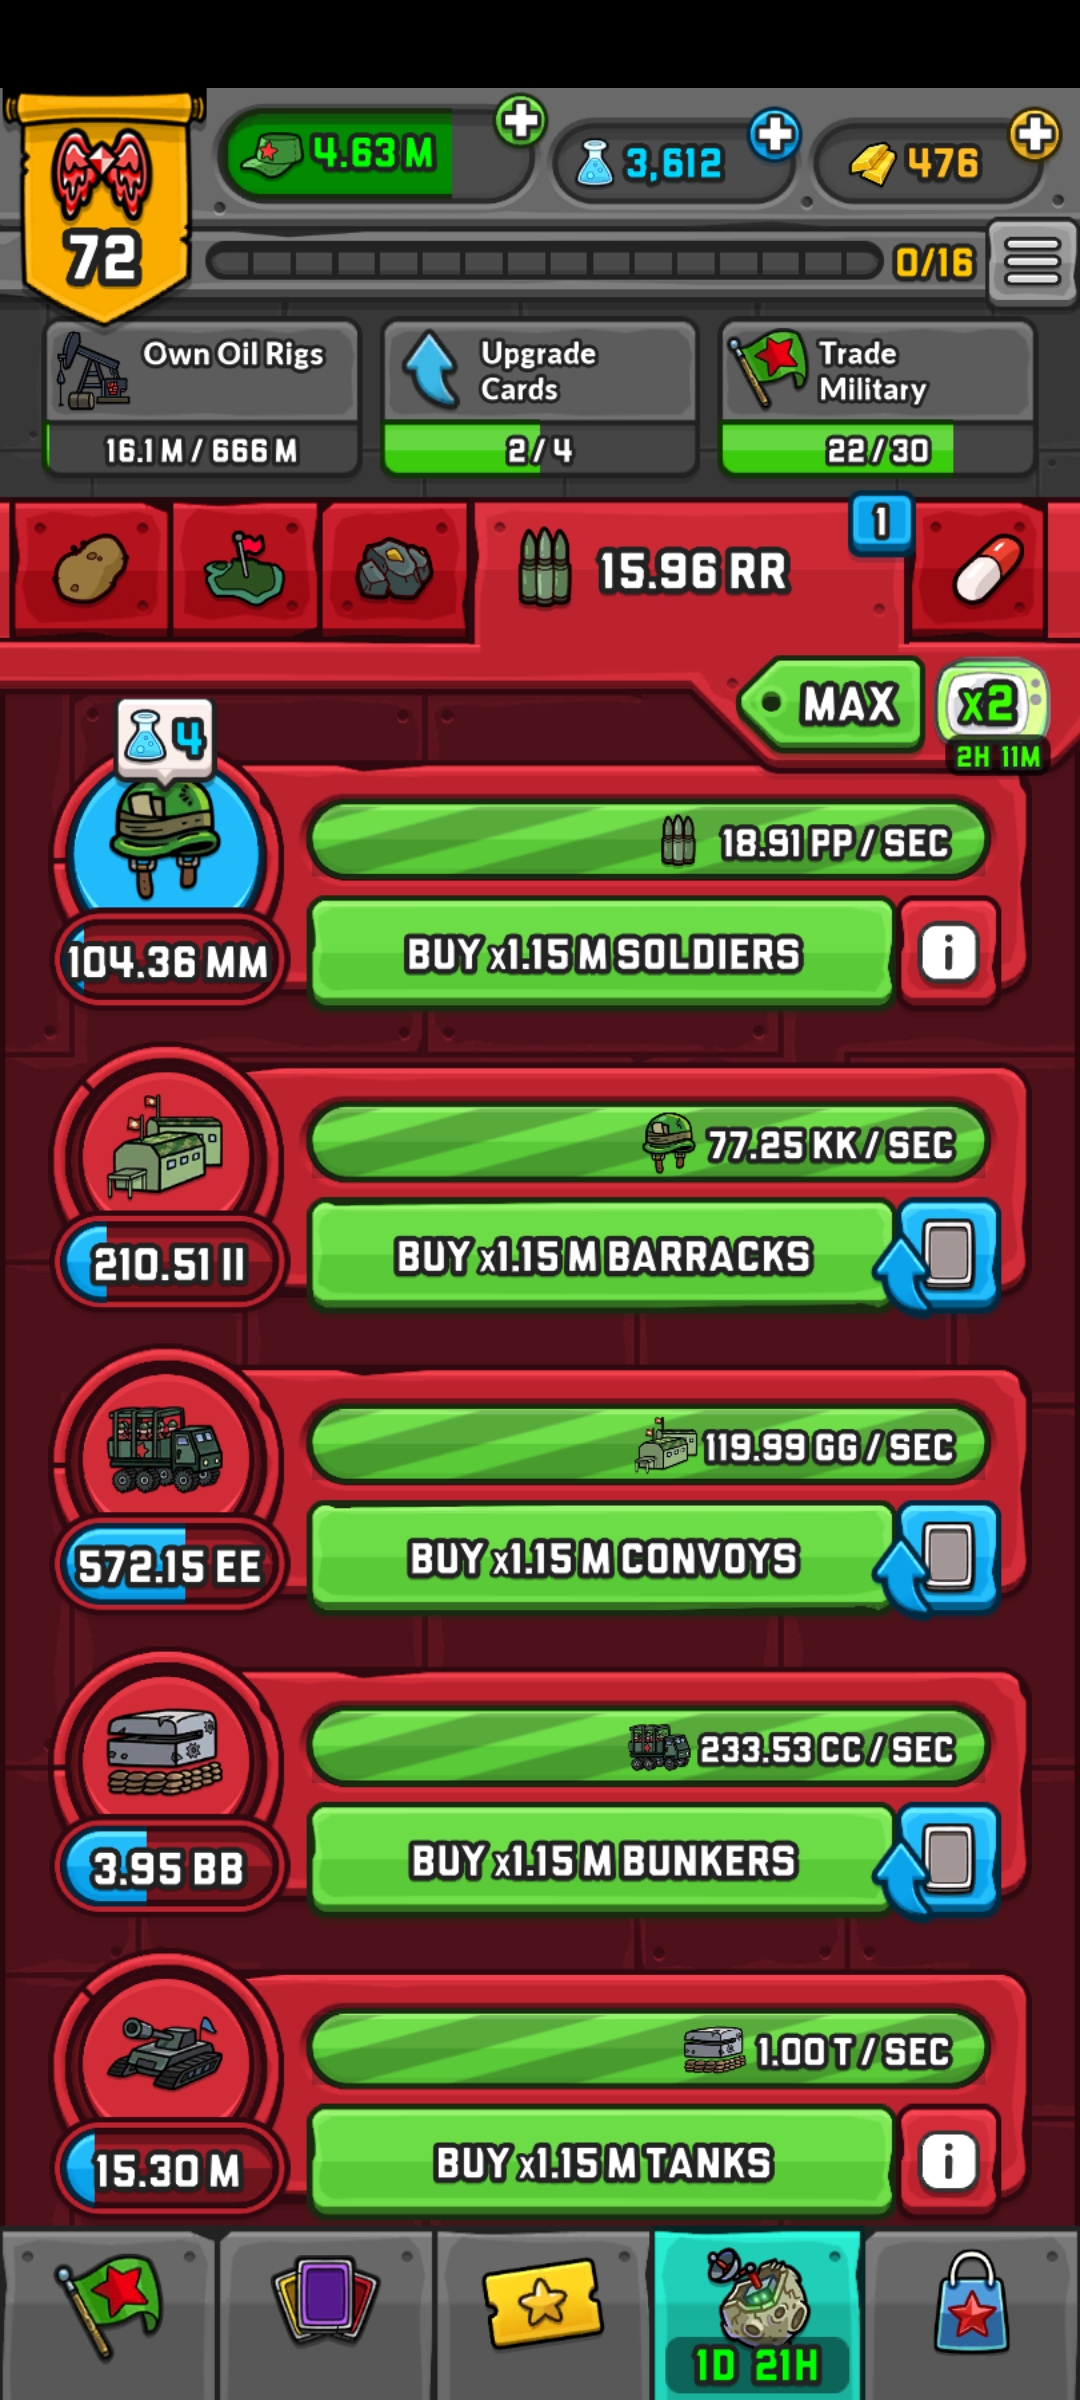 4.63 M
3,612
476
72
0/16
Own Oil Rigs
16.1 M / 666 M
Upgrade
Cards
2/4
Trade
Military
22/30
15.96 RR
1
MAX
x2
2H 11M
4
18.91 PP / SEC
104.36 MM
BUY x1.15 M SOLDIERS
i
77.25 KK / SEC
210.51 II
BUY x1.15 M BARRACKS
119.99 GG / SEC
572.15 EE
BUY x1.15 M CONVOYS
233.53 CC / SEC
3.95 BB
BUY x1.15 M BUNKERS
1.00 T / SEC
15.30 M
BUY x1.15 M TANKS
i
1D 21H